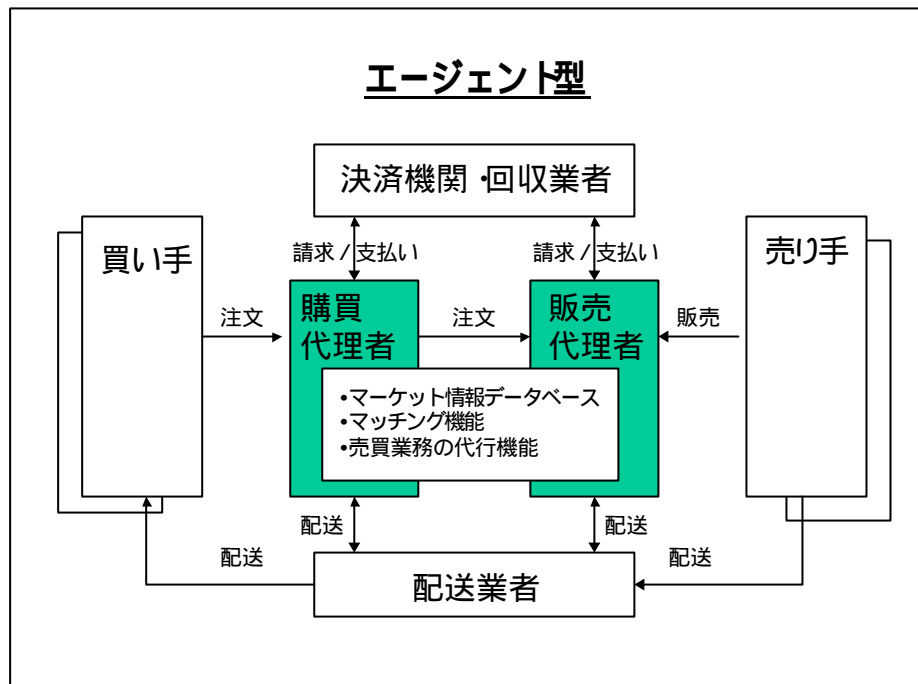 エージェント型
決済機関・回収業者
買い手
請求/支払い
請求/支払い
売り手
注文
購買
代理者
注文
販売
代理者
販売
•マーケット情報データベース
•マッチング機能
•売買業務の代行機能
配送
配送
配送
配送
配送業者